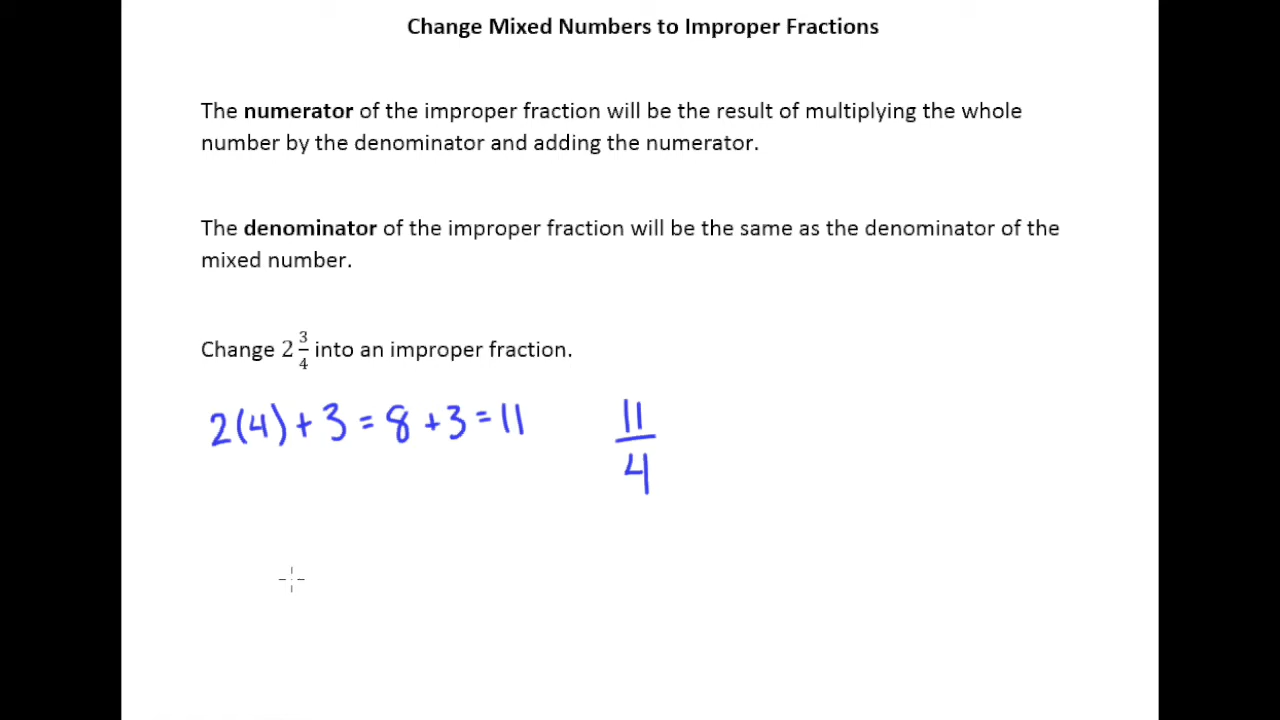 Change Mixed Numbers to Improper Fractions
The numerator of the improper fraction will be the result of multiplying the whole
number by the denominator and adding the numerator.
The denominator of the improper fraction will be the same as the denominator of the
mixed number.
Change 2 3/4 into an improper fraction.
2(4)+3=8+3=11
11/4